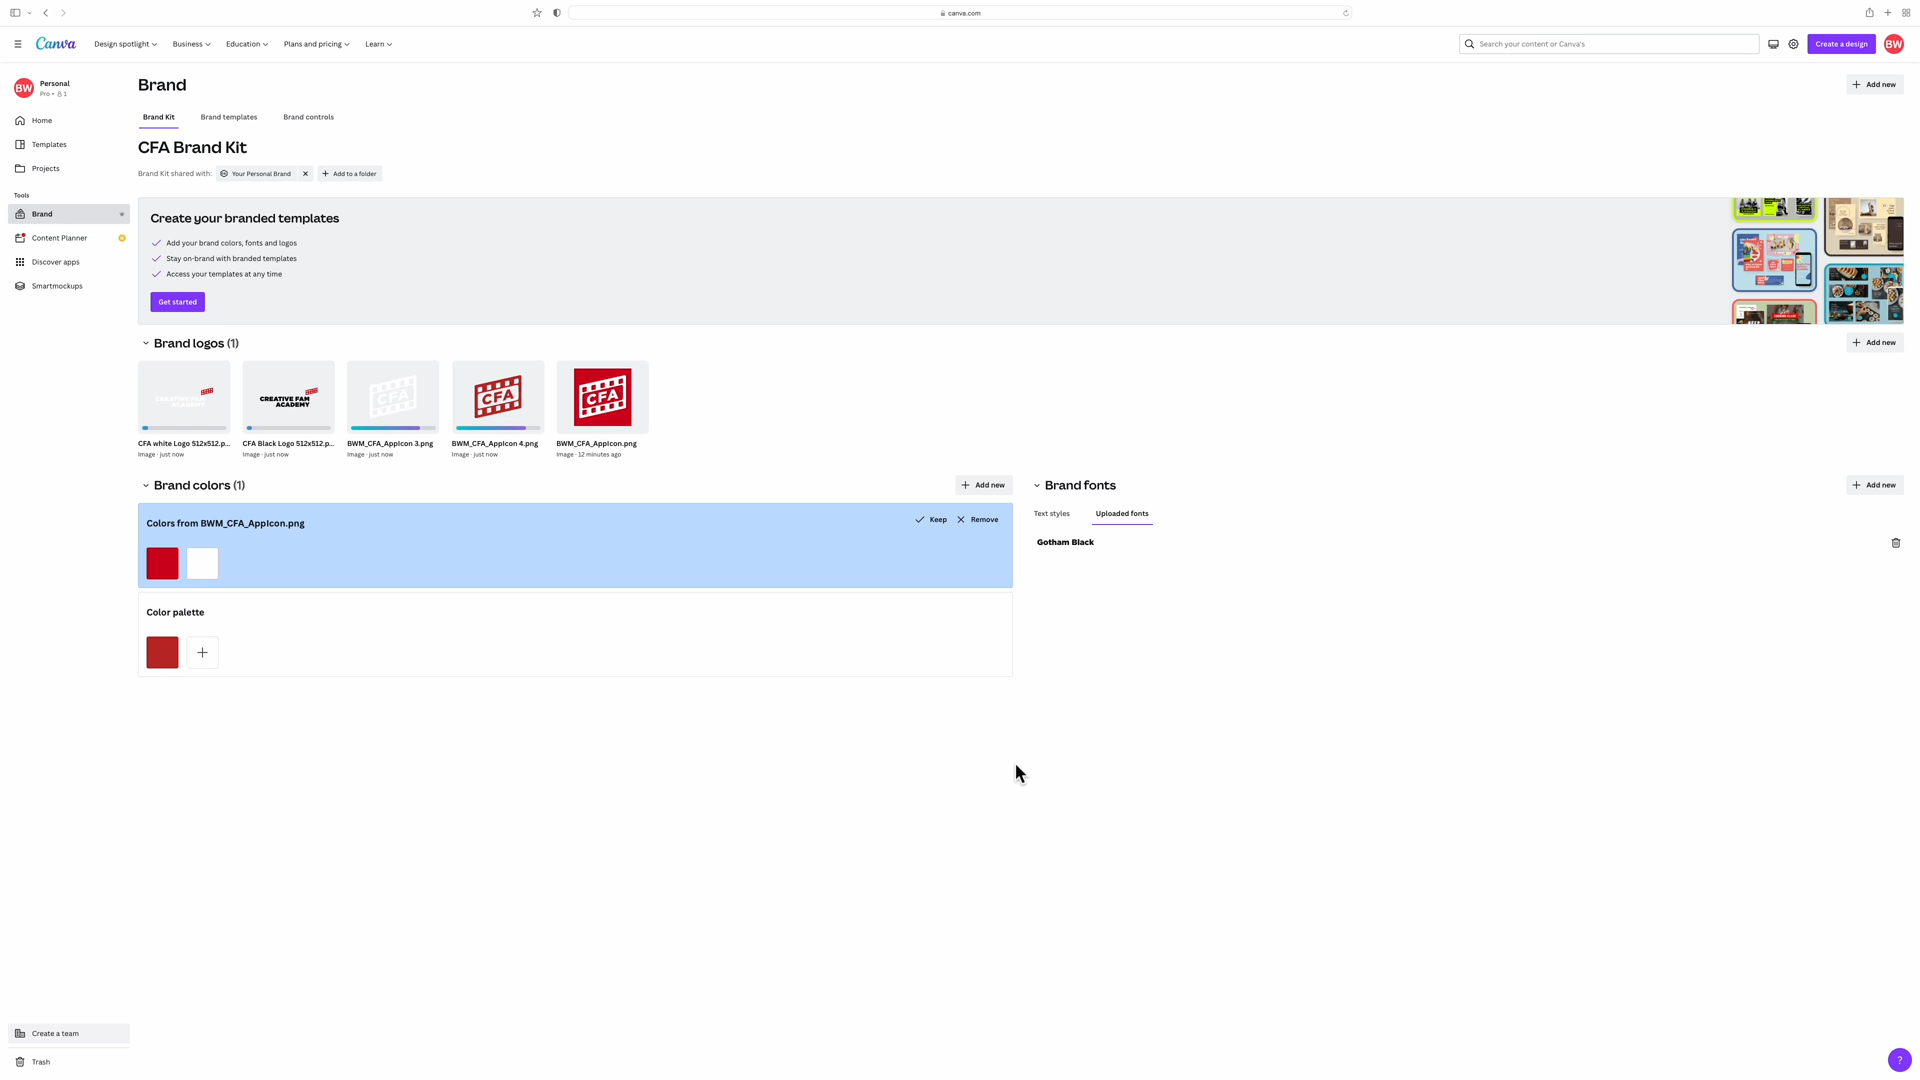 canva.com
Canva
Design spotlight
Business
Education
Plans and pricing
Learn
Search your content or Canva's
Create a design
BW
BW
Personal
Pro • 1
Home
Templates
Projects
Tools
Brand
Content Planner
Discover apps
Smartmockups
Create a team
Trash
Brand
Add new
Brand Kit
Brand templates
Brand controls
CFA Brand Kit
Brand Kit shared with:
Your Personal Brand
Add to a folder
Create your branded templates
Add your brand colors, fonts and logos
Stay on-brand with branded templates
Access your templates at any time
Get started
Brand logos (1)
Add new
CREATIVE FAM
ACADEMY
CREATIVE FAM
ACADEMY
CFA
CFA
CFA
CFA white Logo 512x512.p...
Image · just now
CFA Black Logo 512x512.p...
Image · just now
BWM_CFA_AppIcon 3.png
Image · just now
BWM_CFA_AppIcon 4.png
Image · just now
BWM_CFA_AppIcon.png
Image · 12 minutes ago
Brand colors (1)
Add new
Colors from BWM_CFA_AppIcon.png
Keep
Remove
Color palette
Brand fonts
Add new
Text styles
Uploaded fonts
Gotham Black
?